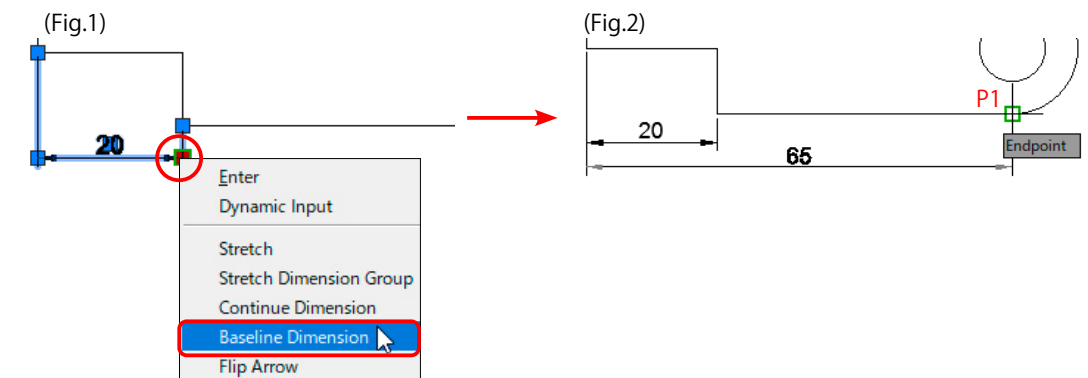 (Fig.1)
20
Enter
Dynamic Input
Stretch
Stretch Dimension Group
Continue Dimension
Baseline Dimension
Flip Arrow
(Fig.2)
P1
Endpoint
20
65